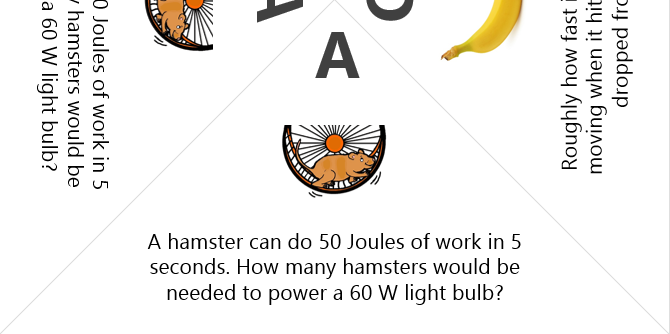 0 Joules of work in 5
hamsters would be
a 60 W light bulb?
A
Roughly how fast
moving when it hit
dropped
A hamster can do 50 Joules of work in 5
seconds. How many hamsters would be
needed to power a 60 W light bulb?